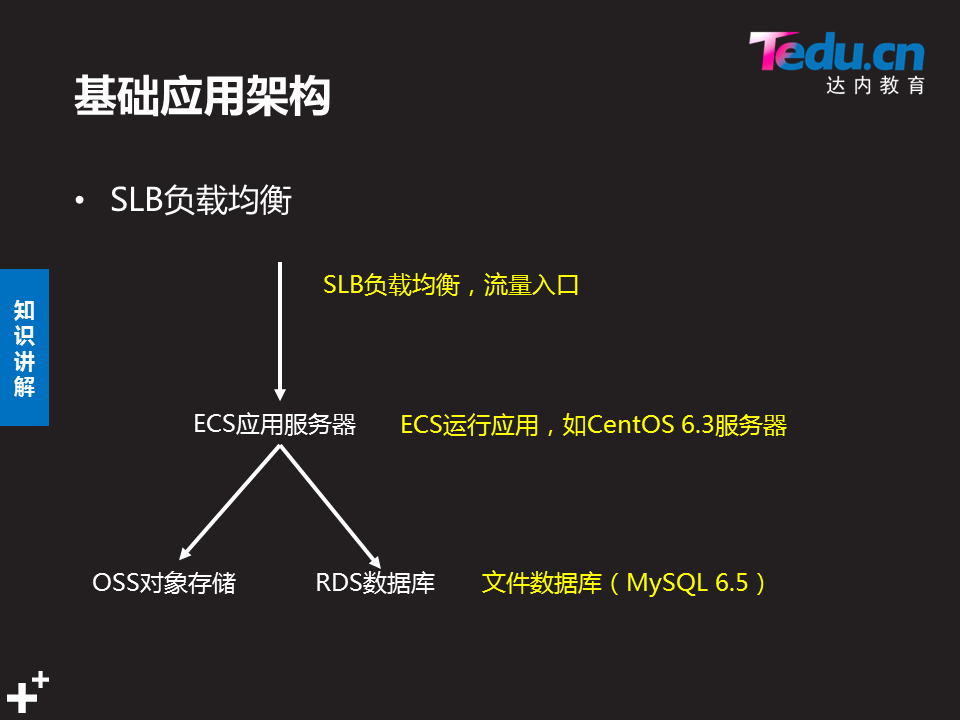 Tedu.cn
达内教育
基础应用架构
• SLB负载均衡
SLB负载均衡，流量入口
知识讲解
ECS应用服务器 ECS运行应用，如CentOS 6.3服务器
OSS对象存储 RDS数据库 文件数据库（MySQL 6.5）